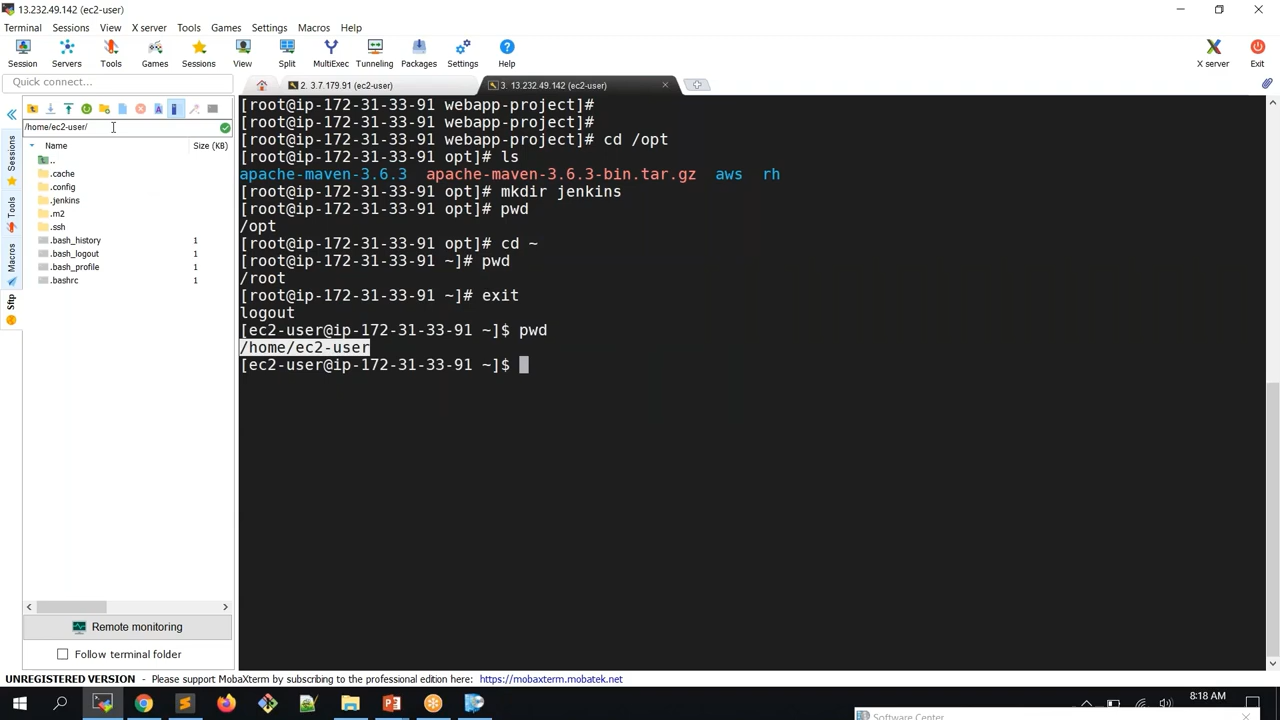 13.232.49.142 (ec2-user)
Terminal Sessions View X server Tools Games Settings Macros Help
Session Servers Tools Games Sessions View Split MultiExec Tunneling Packages Settings Help X server Exit
Quick connect...
2. 3.7.179.91 (ec2-user)
3. 13.232.49.142 (ec2-user)
/home/ec2-user/
Name Size (KB)
..
.cache
.config
.jenkins
.m2
.ssh
.bash_history 1
.bash_logout 1
.bash_profile 1
.bashrc 1
Sessions
Tools
Macros
Sftp
[root@ip-172-31-33-91 webapp-project]#
[root@ip-172-31-33-91 webapp-project]#
[root@ip-172-31-33-91 webapp-project]# cd /opt
[root@ip-172-31-33-91 opt]# ls
apache-maven-3.6.3 apache-maven-3.6.3-bin.tar.gz aws rh
[root@ip-172-31-33-91 opt]# mkdir jenkins
[root@ip-172-31-33-91 opt]# pwd
/opt
[root@ip-172-31-33-91 opt]# cd ~
[root@ip-172-31-33-91 ~]# pwd
/root
[root@ip-172-31-33-91 ~]# exit
logout
[ec2-user@ip-172-31-33-91 ~]$ pwd
/home/ec2-user
[ec2-user@ip-172-31-33-91 ~]$
Remote monitoring
Follow terminal folder
UNREGISTERED VERSION - Please support MobaXterm by subscribing to the professional edition here: https://mobaxterm.mobatek.net
8:18 AM
Software Center